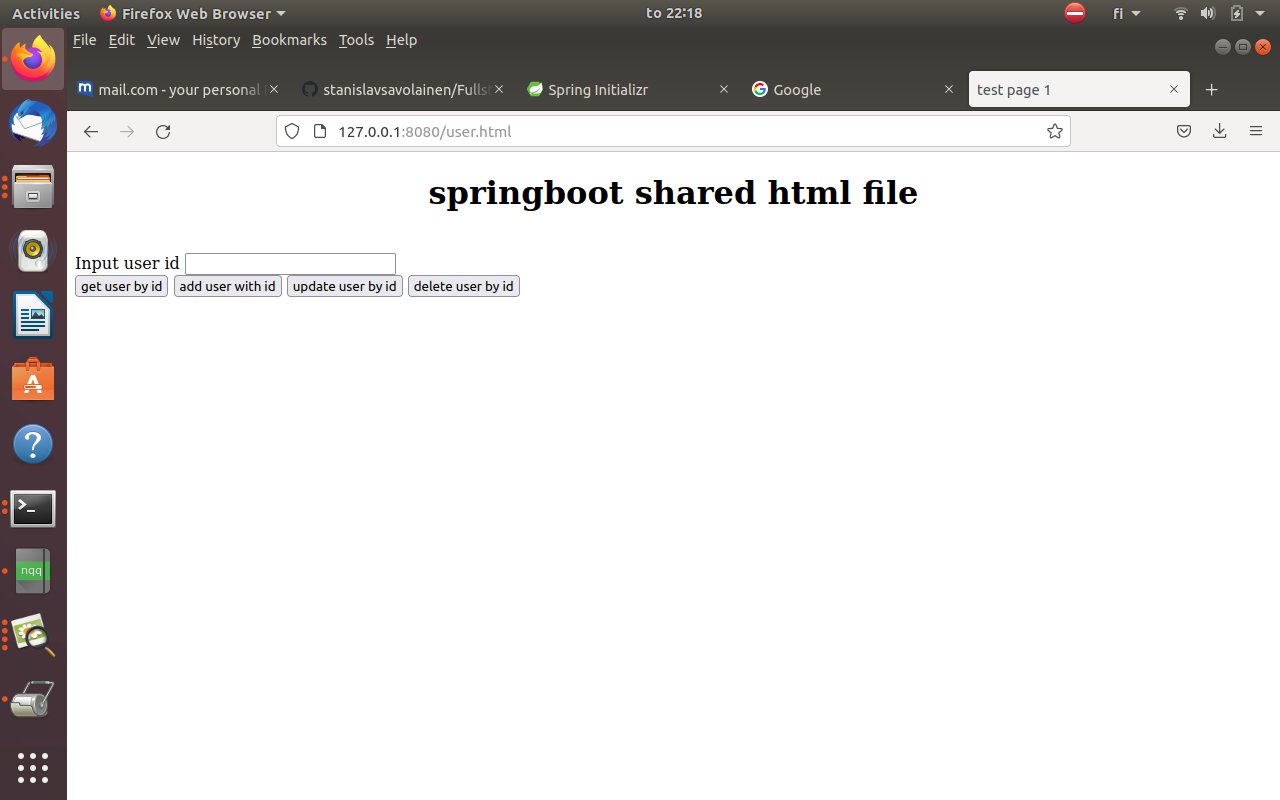 Activities Firefox Web Browser to 22:18 fi
File Edit View History Bookmarks Tools Help
mail.com - your personal stanislavsavolainen/Fulls Spring Initializr Google test page 1
127.0.0.1:8080/user.html
springboot shared html file
Input user id
get user by id add user with id update user by id delete user by id
nqq